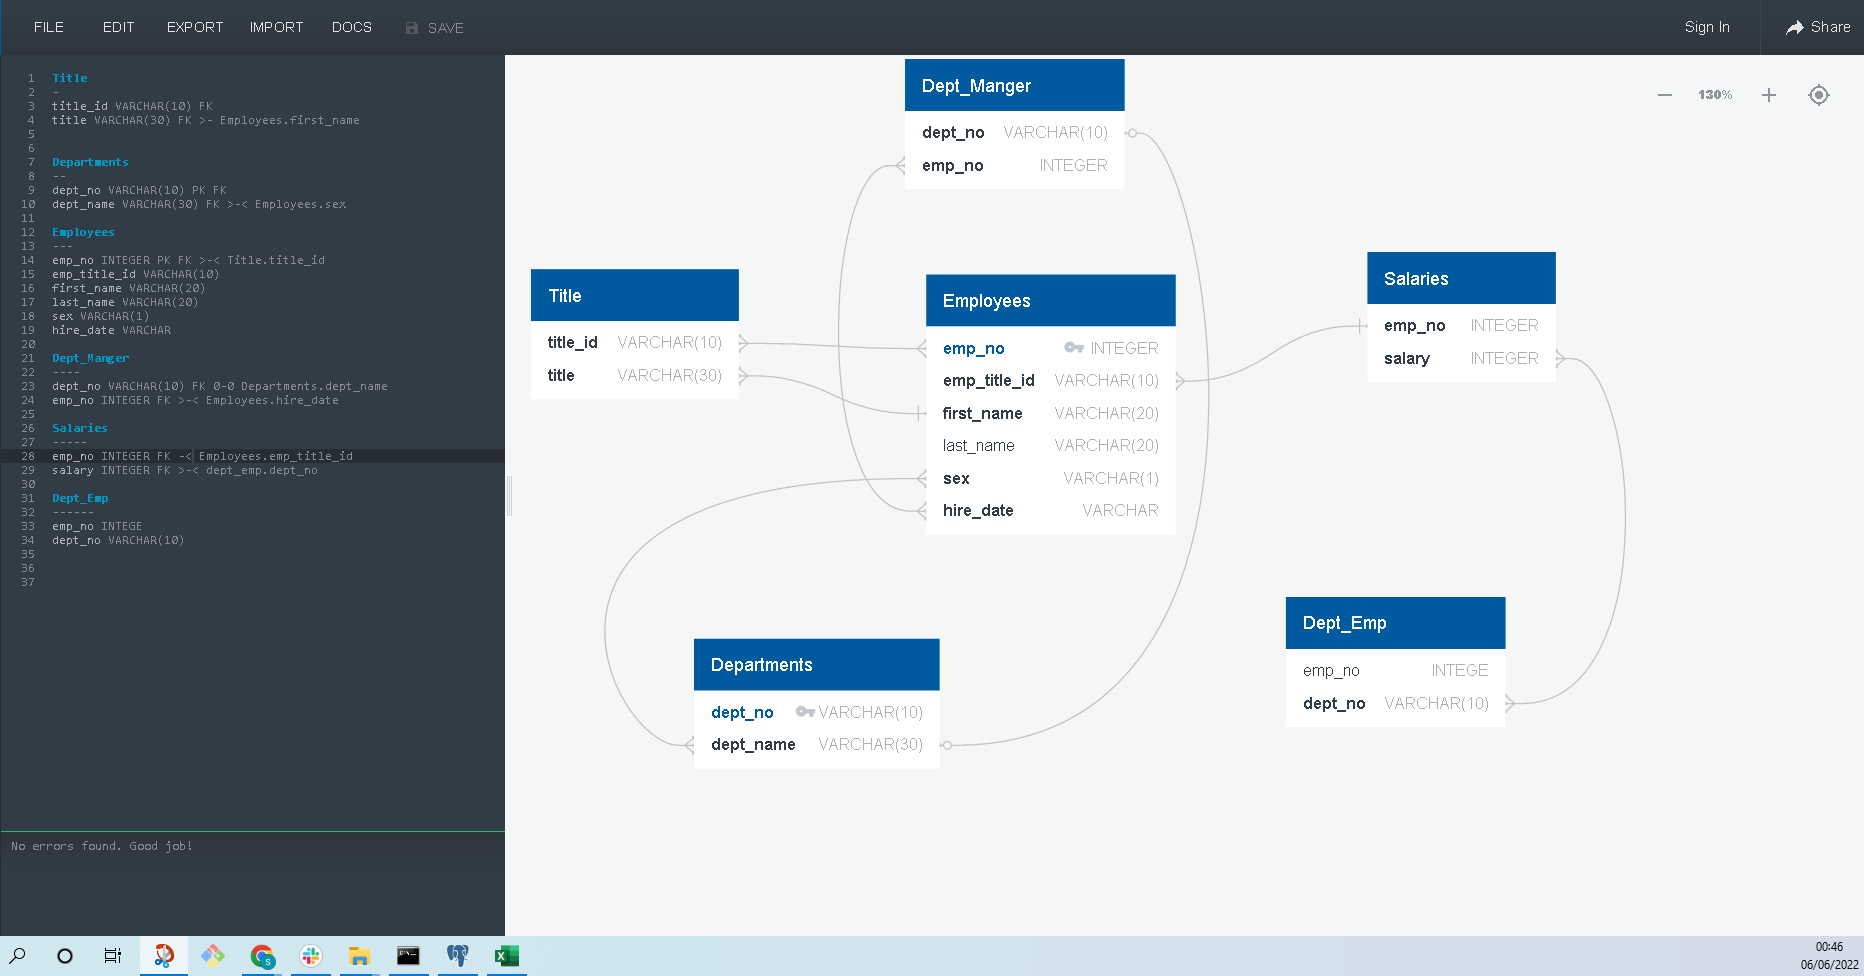 FILE EDIT EXPORT IMPORT DOCS SAVE Sign In Share
1 Title
2 -
3 title_id VARCHAR(10) FK
4 title VARCHAR(30) FK >- Employees.first_name
5
6
7 Departments
8 --
9 dept_no VARCHAR(10) PK FK
10 dept_name VARCHAR(30) FK >-< Employees.sex
11
12 Employees
13 ---
14 emp_no INTEGER PK FK >-< Title.title_id
15 emp_title_id VARCHAR(10)
16 first_name VARCHAR(20)
17 last_name VARCHAR(20)
18 sex VARCHAR(1)
19 hire_date VARCHAR
20
21 Dept_Manger
22 ----
23 dept_no VARCHAR(10) FK 0-0 Departments.dept_name
24 emp_no INTEGER FK >-< Employees.hire_date
25
26 Salaries
27 -----
28 emp_no INTEGER FK -< Employees.emp_title_id
29 salary INTEGER FK >-< dept_emp.dept_no
30
31 Dept_Emp
32 ------
33 emp_no INTEGE
34 dept_no VARCHAR(10)
35
36
37
No errors found. Good job!
130%
Dept_Manger
dept_no VARCHAR(10)
emp_no INTEGER
Title
title_id VARCHAR(10)
title VARCHAR(30)
Employees
emp_no INTEGER
emp_title_id VARCHAR(10)
first_name VARCHAR(20)
last_name VARCHAR(20)
sex VARCHAR(1)
hire_date VARCHAR
Salaries
emp_no INTEGER
salary INTEGER
Departments
dept_no VARCHAR(10)
dept_name VARCHAR(30)
Dept_Emp
emp_no INTEGE
dept_no VARCHAR(10)
00:46
06/06/2022